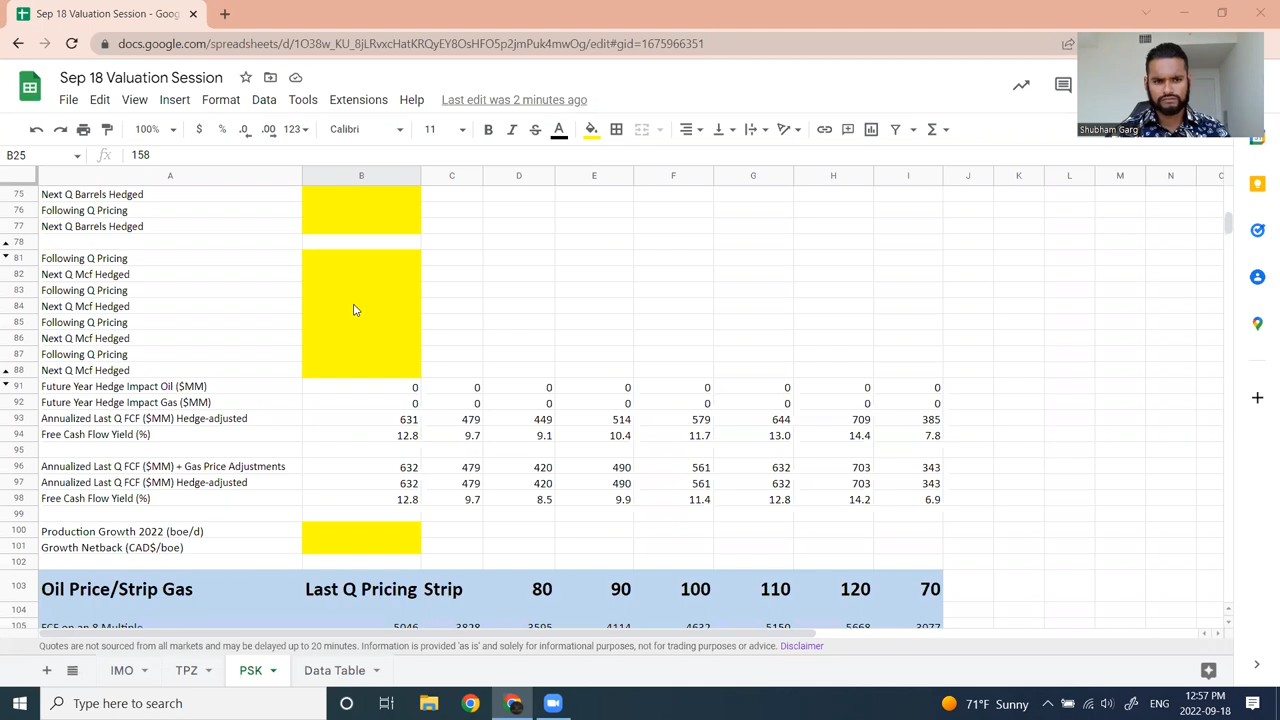 Sep 18 Valuation Session - Goo
docs.google.com/spreadsheets/d/1O38w_KU_8jLRvxcHatKRQ_bV8OsHFO5p2jmPuk4mwOg/edit#gid=1675966351
Sep 18 Valuation Session
File Edit View Insert Format Data Tools Extensions Help Last edit was 2 minutes ago
100% $ % .0 .00 123 Calibri 11 B I S A
Shubham Garg
B25 fx 158
A B C D E F G H I J K L M N C
75 Next Q Barrels Hedged
76 Following Q Pricing
77 Next Q Barrels Hedged
78
81 Following Q Pricing
82 Next Q Mcf Hedged
83 Following Q Pricing
84 Next Q Mcf Hedged
85 Following Q Pricing
86 Next Q Mcf Hedged
87 Following Q Pricing
88 Next Q Mcf Hedged
91 Future Year Hedge Impact Oil ($MM) 0 0 0 0 0 0 0 0
92 Future Year Hedge Impact Gas ($MM) 0 0 0 0 0 0 0 0
93 Annualized Last Q FCF ($MM) Hedge-adjusted 631 479 449 514 579 644 709 385
94 Free Cash Flow Yield (%) 12.8 9.7 9.1 10.4 11.7 13.0 14.4 7.8
95
96 Annualized Last Q FCF ($MM) + Gas Price Adjustments 632 479 420 490 561 632 703 343
97 Annualized Last Q FCF ($MM) Hedge-adjusted 632 479 420 490 561 632 703 343
98 Free Cash Flow Yield (%) 12.8 9.7 8.5 9.9 11.4 12.8 14.2 6.9
99
100 Production Growth 2022 (boe/d)
101 Growth Netback (CAD$/boe)
102
103 Oil Price/Strip Gas Last Q Pricing Strip 80 90 100 110 120 70
104
105 FCF on an 8 Multiple 5046 3828 3595 4114 4632 5150 5668 3077
Quotes are not sourced from all markets and may be delayed up to 20 minutes. Information is provided 'as is' and solely for informational purposes, not for trading purposes or advice. Disclaimer
IMO TPZ PSK Data Table
Type here to search 71°F Sunny ENG 12:57 PM
2022-09-18